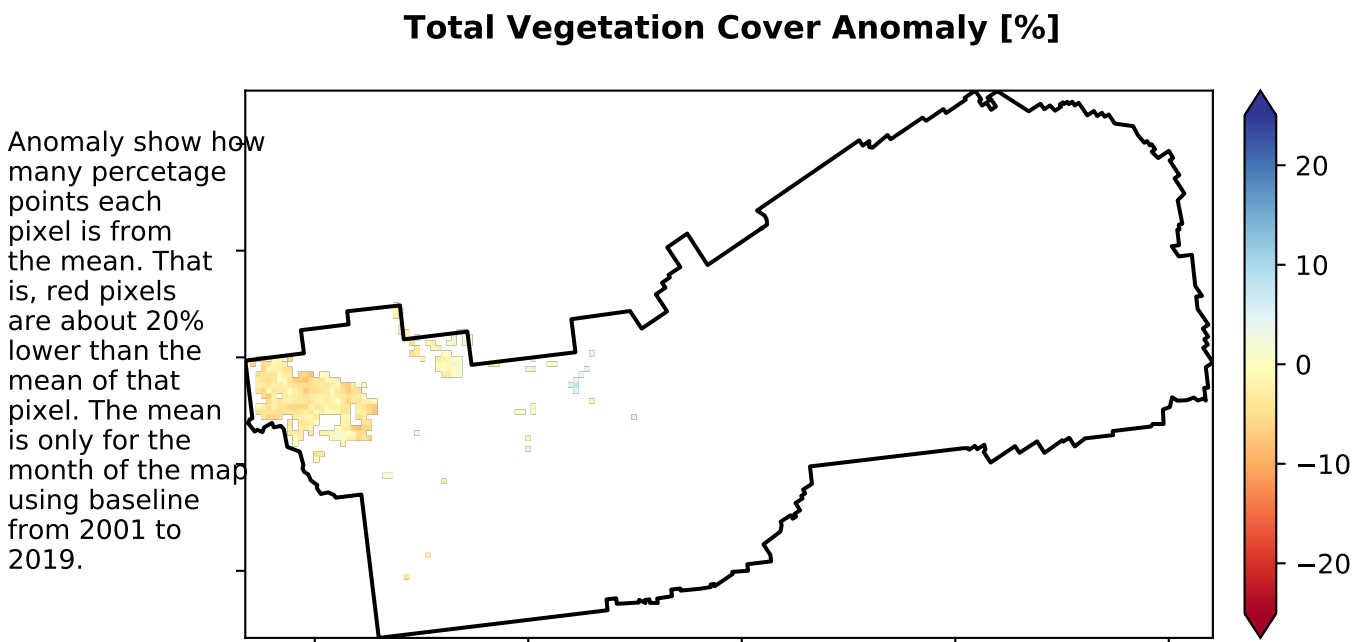 Total Vegetation Cover Anomaly [%]
Anomaly show how
many percetage
points each
pixel is from
the mean. That
is, red pixels
are about 20%
lower than the
mean of that
pixel. The mean
is only for the
month of the map
using baseline
from 2001 to
2019.
20
10
0
−10
−20